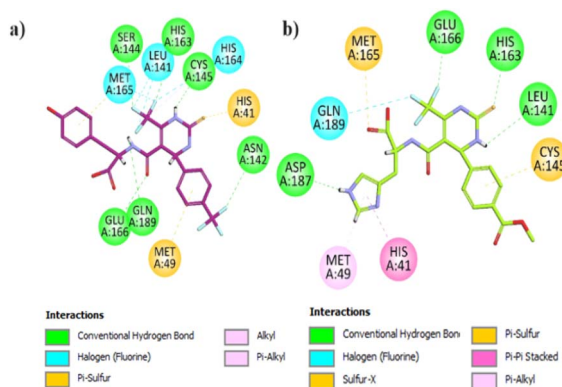 a)
SER
A:144
HIS
A:163
LEU
A:141
HIS
A:164
MET
A:165
CYS
A:145
HIS
A:41
ASN
A:142
GLU
A:166
GLN
A:189
MET
A:49
Interactions
Conventional Hydrogen Bond
Halogen (Fluorine)
Pi-Sulfur
Alkyl
Pi-Alkyl
b)
MET
A:165
GLU
A:166
HIS
A:163
GLN
A:189
LEU
A:141
CYS
A:145
ASP
A:187
MET
A:49
HIS
A:41
Interactions
Conventional Hydrogen Bon
Halogen (Fluorine)
Sulfur-X
Pi-Sulfur
Pi-Pi Stacked
Pi-Alkyl